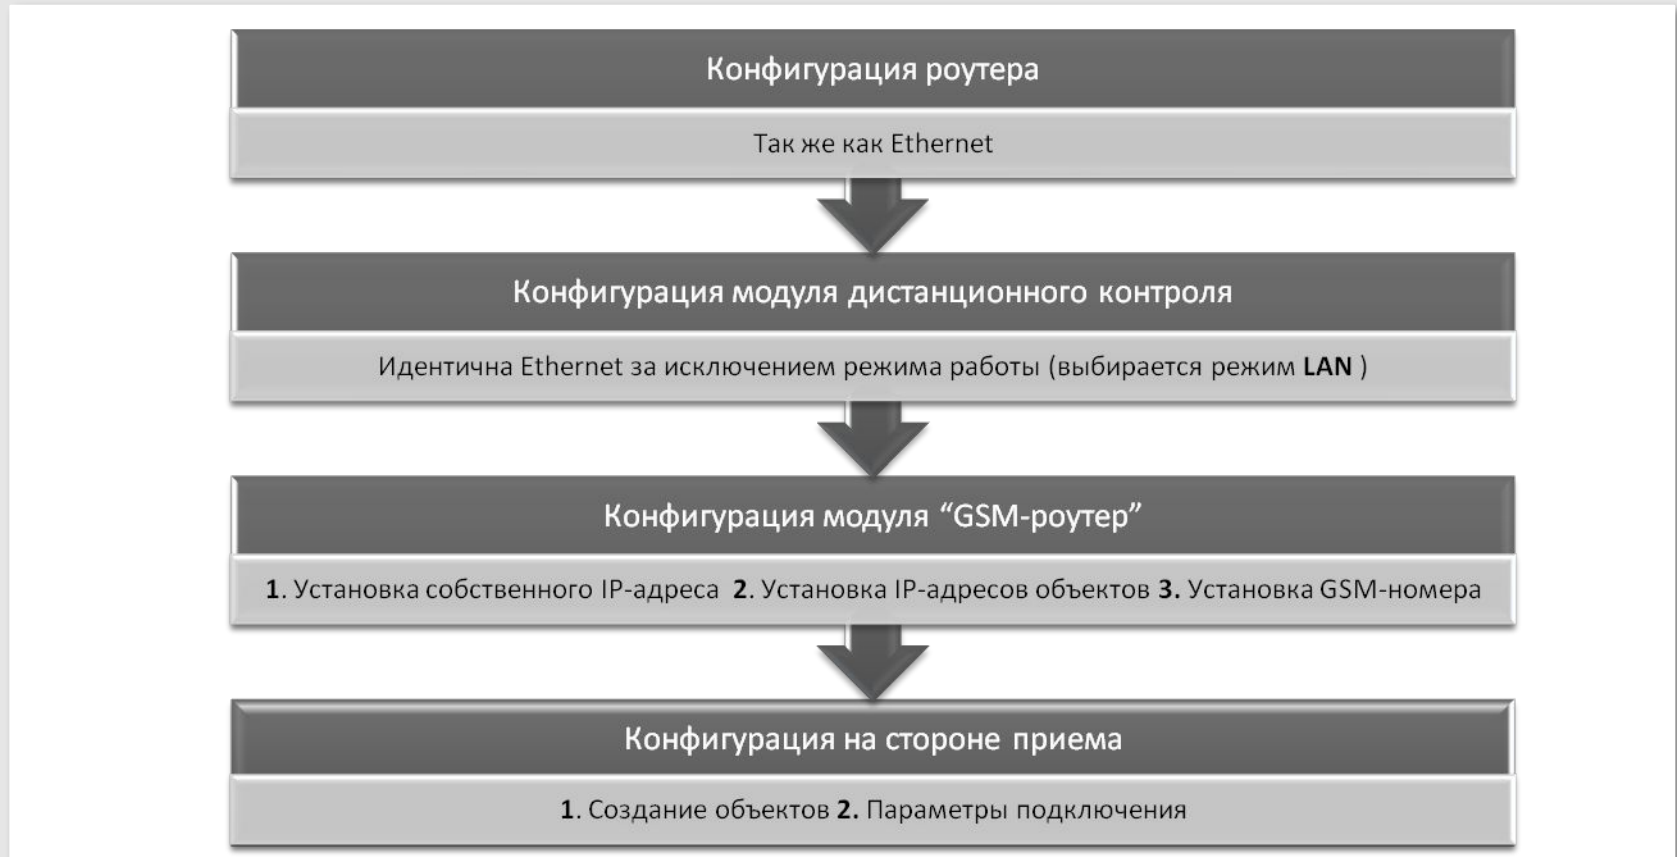 Конфигурация роутера
Так же как Ethernet
Конфигурация модуля дистанционного контроля
Идентична Ethernet за исключением режима работы (выбирается режим LAN )
Конфигурация модуля “GSM-роутер”
1. Установка собственного IP-адреса 2. Установка IP-адресов объектов 3. Установка GSM-номера
Конфигурация на стороне приема
1. Создание объектов 2. Параметры подключения